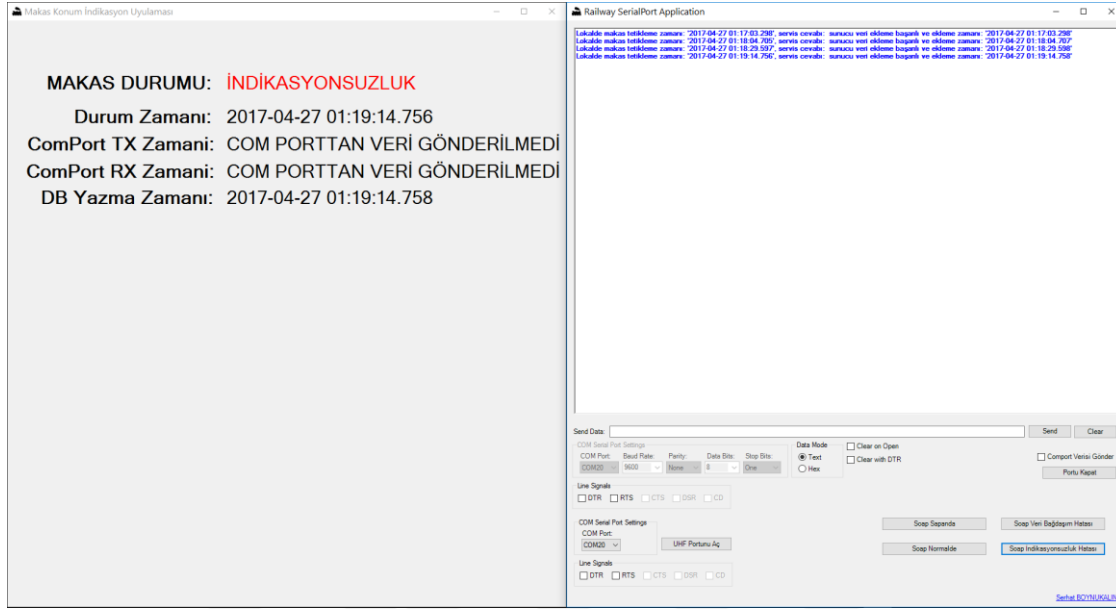 Makas Konum İndikasyon Uyulaması
MAKAS DURUMU: İNDİKASYONSUZLUK
Durum Zamanı: 2017-04-27 01:19:14.756
ComPort TX Zamani: COM PORTTAN VERİ GÖNDERİLMEDİ
ComPort RX Zamani: COM PORTTAN VERİ GÖNDERİLMEDİ
DB Yazma Zamanı: 2017-04-27 01:19:14.758
Railway SerialPort Application
Lokalde makas tetikleme zamanı: '2017-04-27 01:17:03.298', servis cevabı: sunucu veri ekleme başarılı ve ekleme zamanı: '2017-04-27 01:17:03.298'
Lokalde makas tetikleme zamanı: '2017-04-27 01:18:04.705', servis cevabı: sunucu veri ekleme başarılı ve ekleme zamanı: '2017-04-27 01:18:04.707'
Lokalde makas tetikleme zamanı: '2017-04-27 01:18:29.597', servis cevabı: sunucu veri ekleme başarılı ve ekleme zamanı: '2017-04-27 01:18:29.598'
Lokalde makas tetikleme zamanı: '2017-04-27 01:19:14.756', servis cevabı: sunucu veri ekleme başarılı ve ekleme zamanı: '2017-04-27 01:19:14.758'
Send Data: Send Clear
COM Serial Port Settings Data Mode Clear on Open
COM Port: Baud Rate: Parity: Data Bits: Stop Bits: Text Clear with DTR Comport Verisi Gönder
COM20 9600 None 8 One Hex Portu Kapat
Line Signals
DTR RTS CTS DSR CD
COM Serial Port Settings Soap Sapanda Soap Veri Bağdaşım Hatası
COM Port:
COM20 UHF Portunu Aç Soap Normalde Soap Indikasyonsuzluk Hatası
Line Signals
DTR RTS CTS DSR CD
Serhat BOYNUKALIN